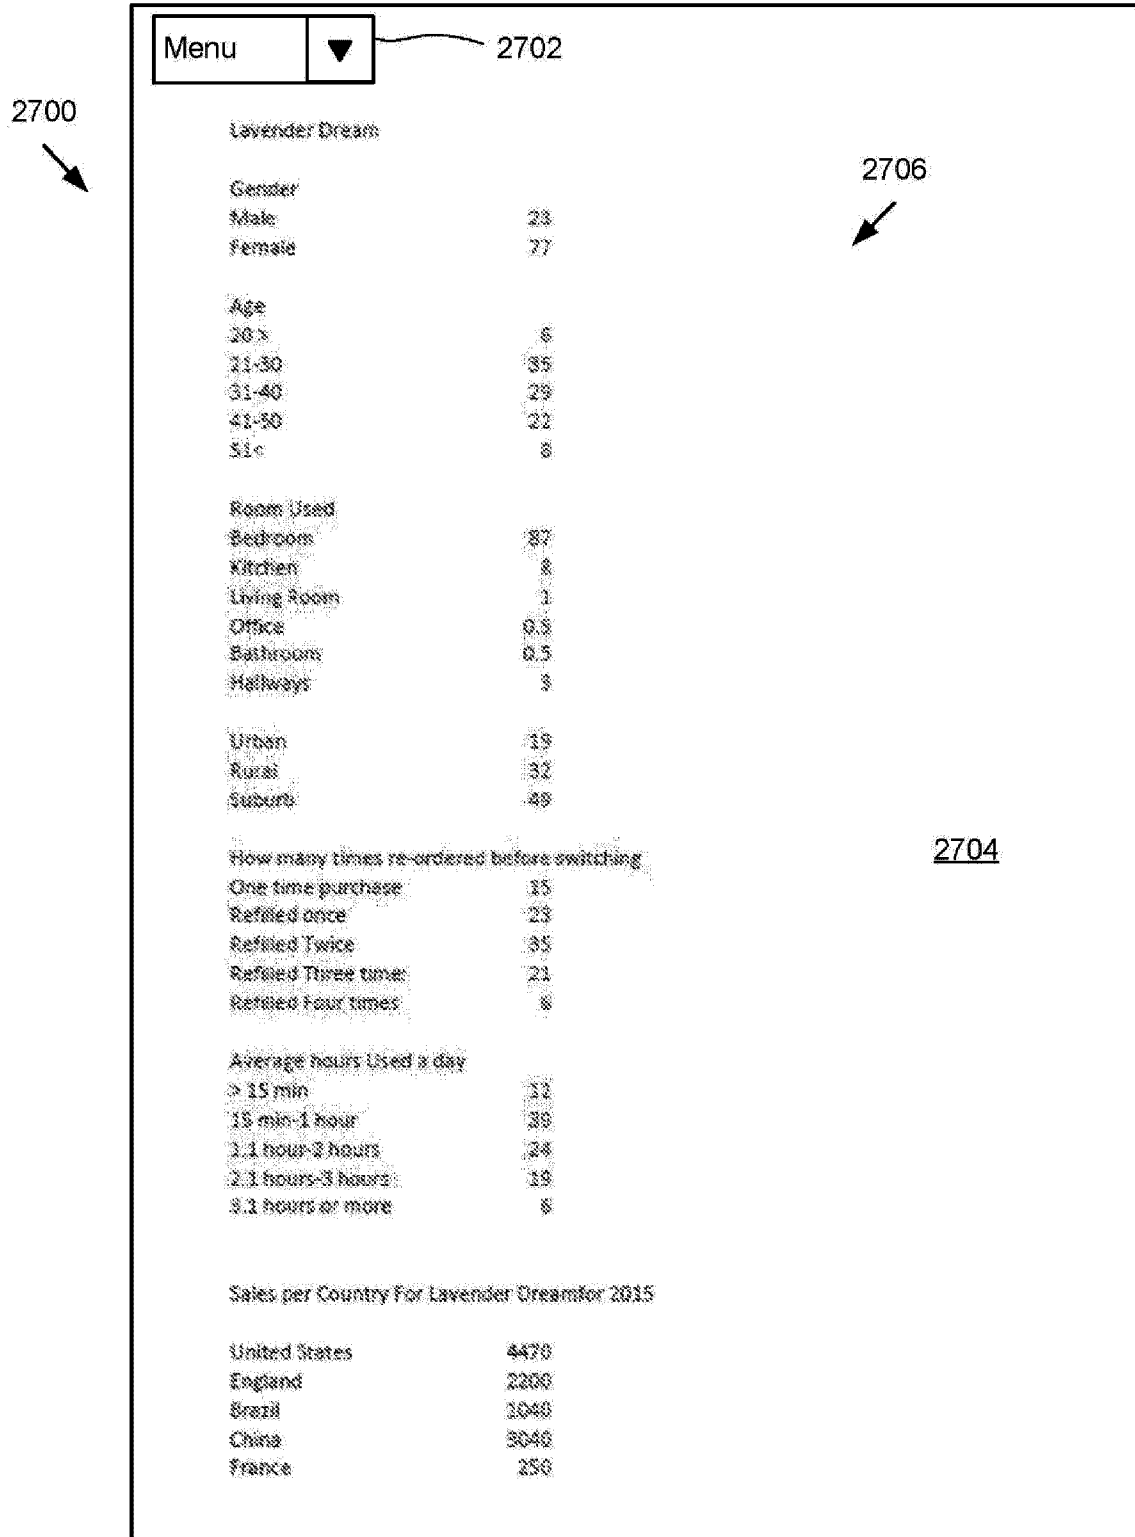 Menu ▼ 2702
2700
Lavender Dream
2706
Gender
Male 23
Female 77
Age
20 > 6
21-30 35
31-40 29
41-50 22
51< 8
Room Used
Bedroom 87
Kitchen 8
Living Room 1
Office 0.5
Bathroom 0.5
Hallways 3
Urban 19
Rural 32
Suburb 49
2704
How many times re-ordered before switching
One time purchase 15
Refilled once 23
Refilled Twice 35
Refilled Three time 21
Refilled Four times 6
Average hours Used a day
> 15 min 12
15 min-1 hour 39
1.1 hour-2 hours 24
2.1 hours-3 hours 19
3.1 hours or more 6
Sales per Country For Lavender Dreamfor 2015
United States 4470
England 2200
Brazil 1040
China 3040
France 250